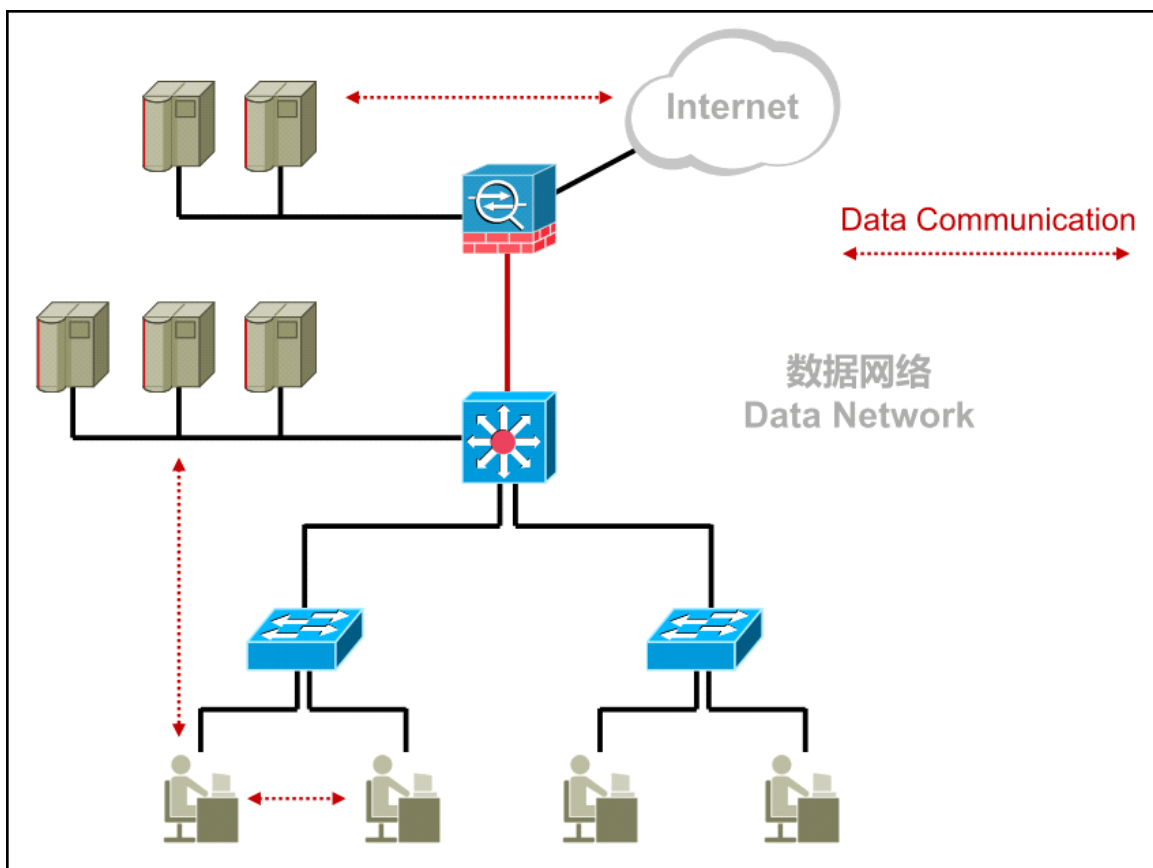 Internet
Data Communication
数据网络
Data Network